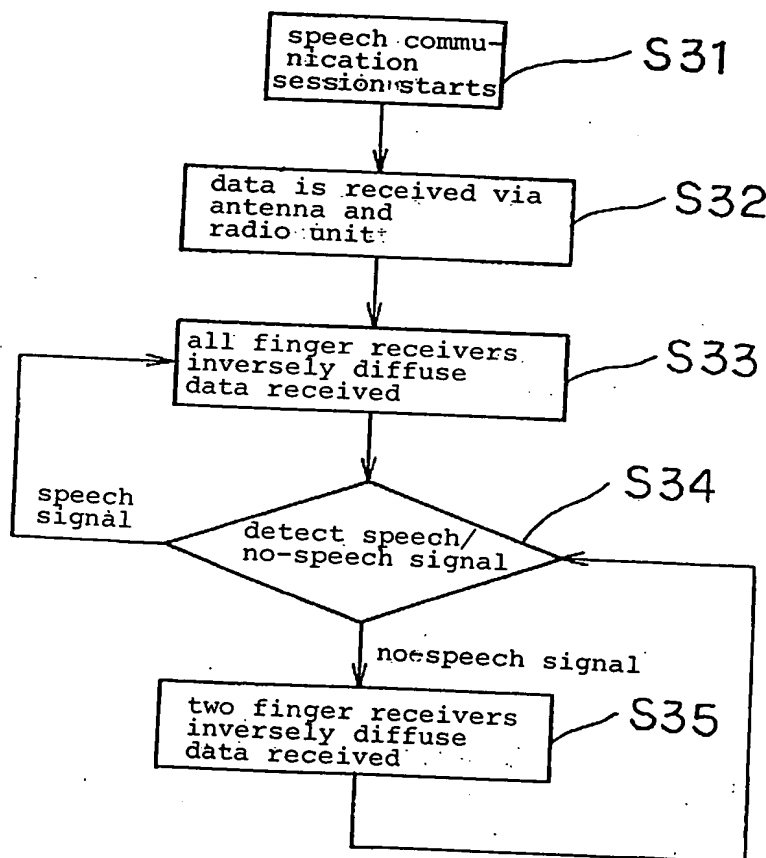 speech commu-
nication
session starts
S31
data is received via
antenna and
radio unit
S32
all finger receivers
inversely diffuse
data received
S33
speech
signal
detect speech/
no-speech signal
S34
no-speech signal
two finger receivers
inversely diffuse
data received
S35